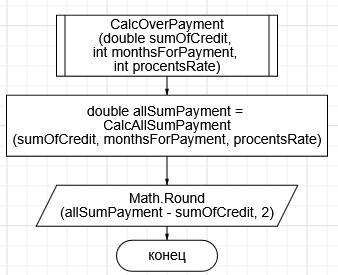 CalcOverPayment
(double sumOfCredit,
int monthsForPayment,
int procentsRate)
double allSumPayment =
CalcAllSumPayment
(sumOfCredit, monthsForPayment, procentsRate)
Math.Round
(allSumPayment - sumOfCredit, 2)
конец